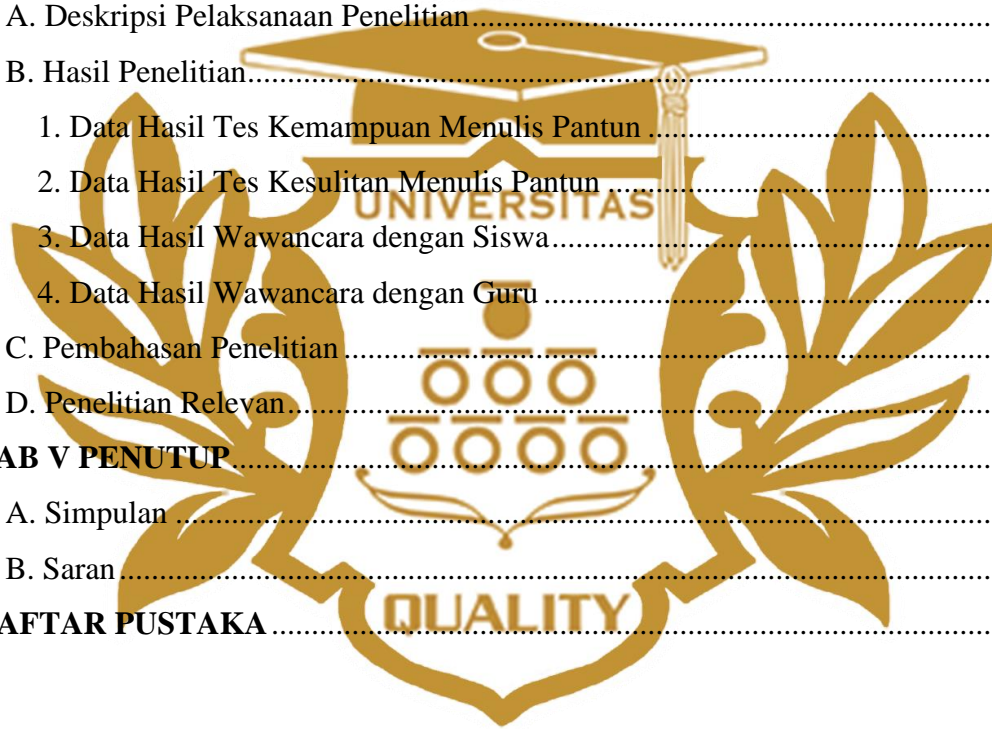 A. Deskripsi Pelaksanaan Penelitian
B. Hasil Penelitian
1. Data Hasil Tes Kemampuan Menulis Pantun
2. Data Hasil Tes Kesulitan Menulis Pantun
UNIVERSITAS
3. Data Hasil Wawancara dengan Siswa
4. Data Hasil Wawancara dengan Guru
C. Pembahasan Penelitian
D. Penelitian Relevan
AB V PENUTUP
A. Simpulan
B. Saran
QUALITY
AFTAR PUSTAKA